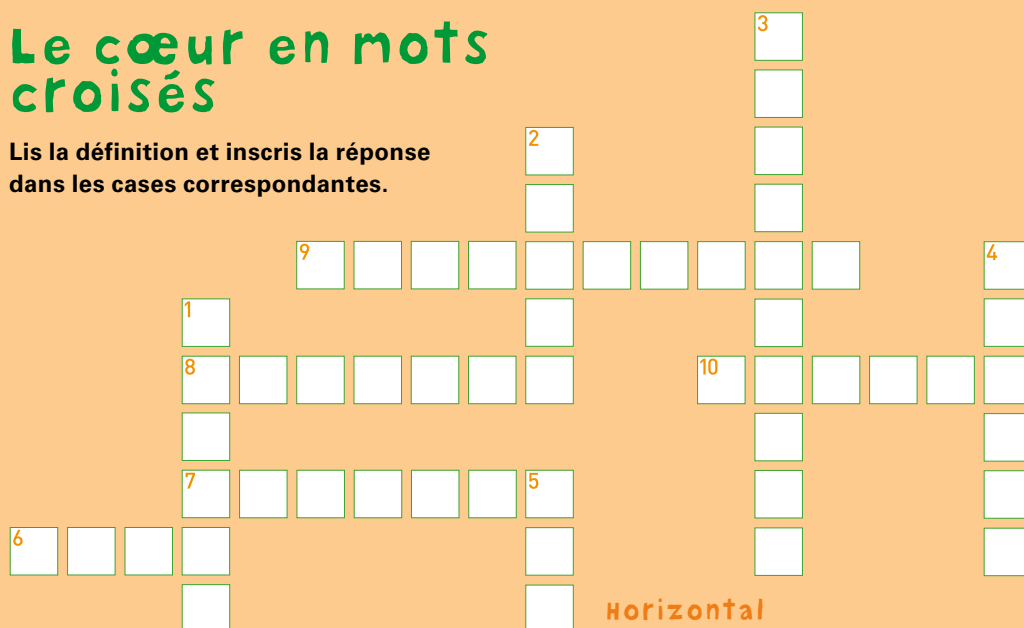 Le cœur en mots
croisés
Lis la définition et inscris la réponse
dans les cases correspondantes.
3
2
9
4
1
8
10
7
5
6
Horizontal